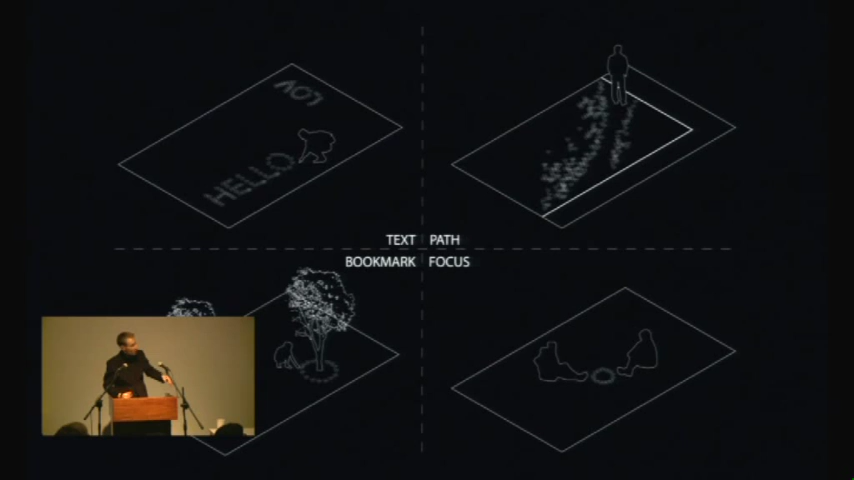 LOV
HELLO
TEXT
PATH
BOOKMARK
FOCUS